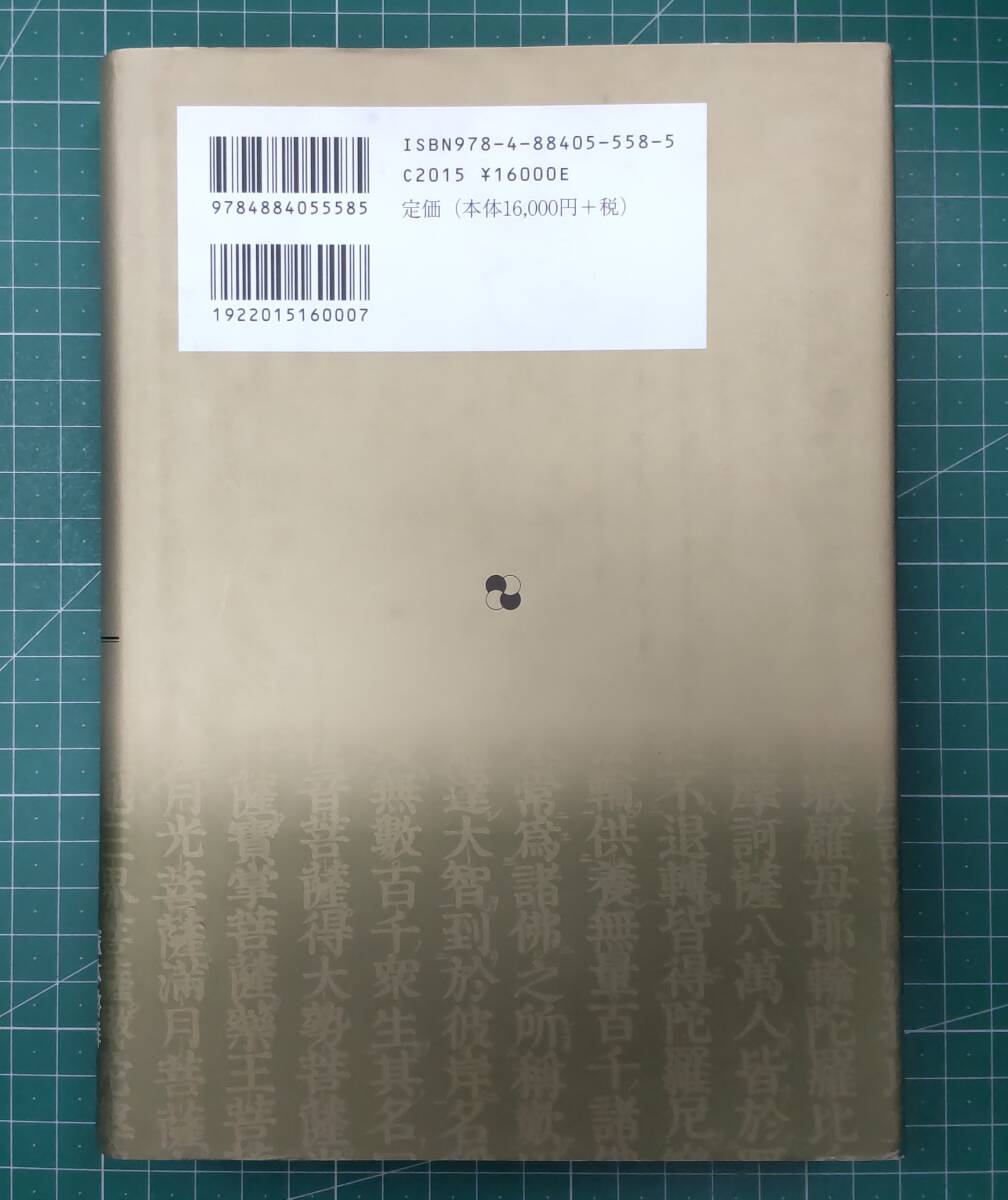 ISBN978-4-88405-558-5
C2015 ¥16000E
定価（本体16,000円＋税）
9784884055585
1922015160007
睺羅母耶輸陀羅比
摩訶薩八萬人皆於
不退轉皆得陀羅尼
輪供養無量百千諸
常爲諸佛之所稱歎
達大智到於彼岸名
無數百千衆生其名
音菩薩得大勢菩薩
薩寶掌菩薩藥王菩
月光菩薩滿月菩薩